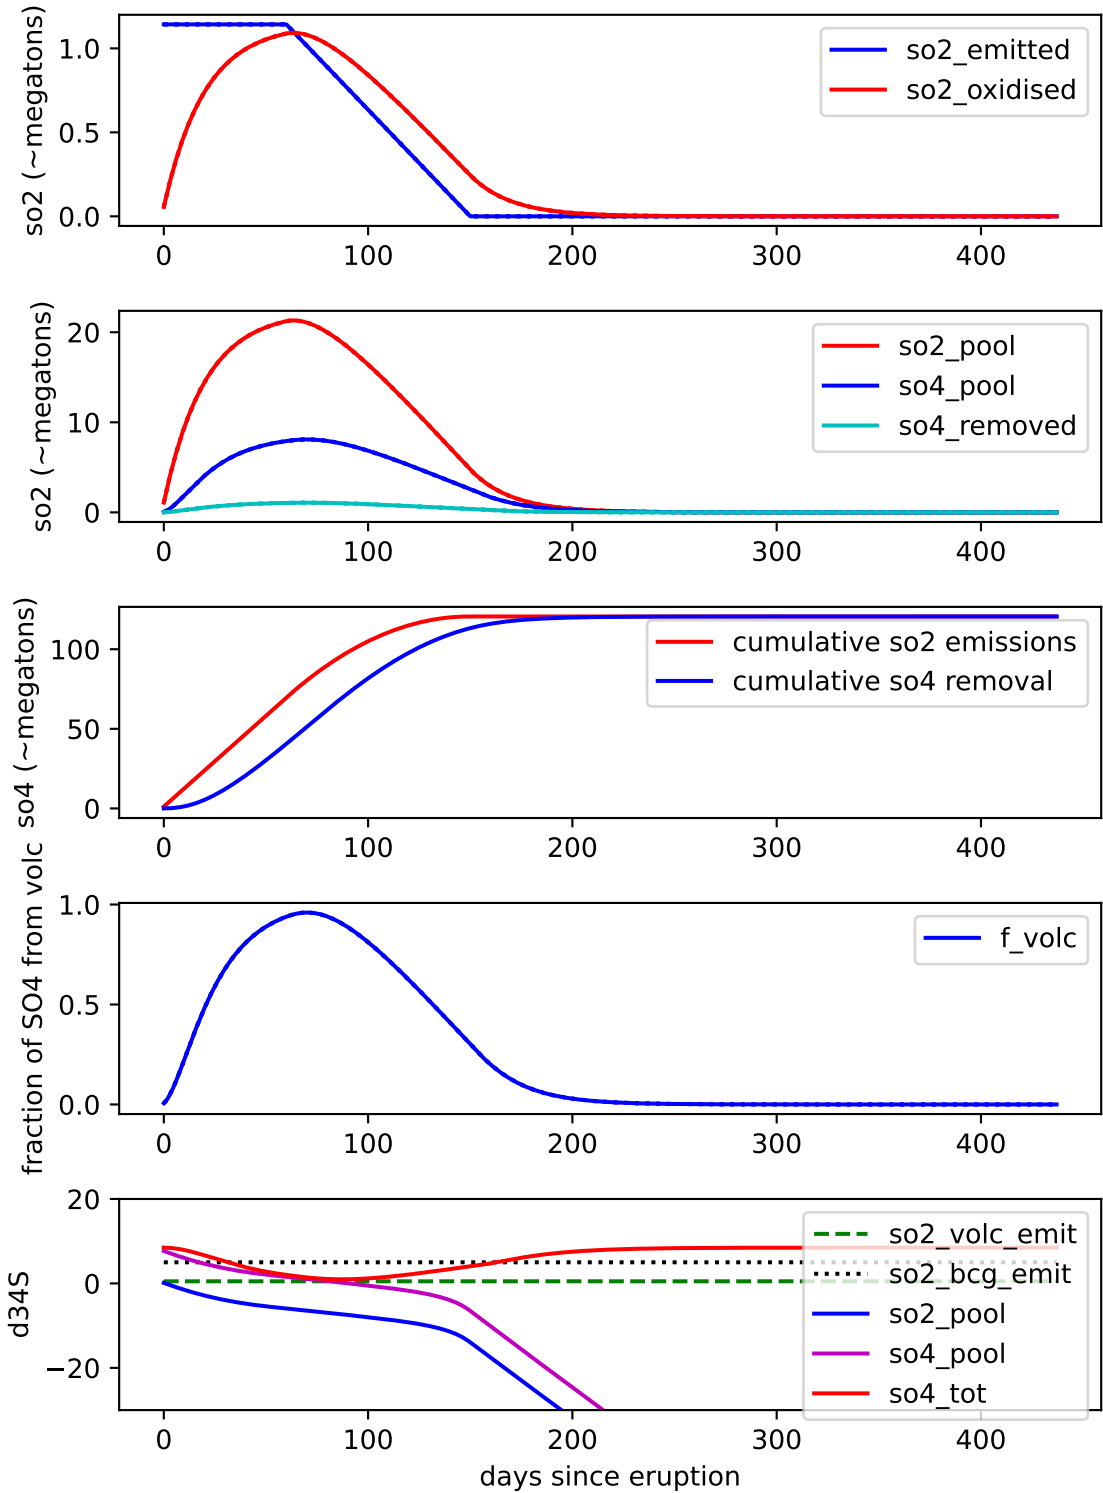 so2 (~megatons)
1.0
0.5
0.0
so2_emitted
so2_oxidised
0 100 200 300 400
so2 (~megatons)
20
10
0
so2_pool
so4_pool
so4_removed
0 100 200 300 400
so4 (~megatons)
100
50
0
cumulative so2 emissions
cumulative so4 removal
0 100 200 300 400
fraction of SO4 from volc
1.0
0.5
0.0
f_volc
0 100 200 300 400
d34S
20
0
−20
so2_volc_emit
so2_bcg_emit
so2_pool
so4_pool
so4_tot
0 100 200 300 400
days since eruption